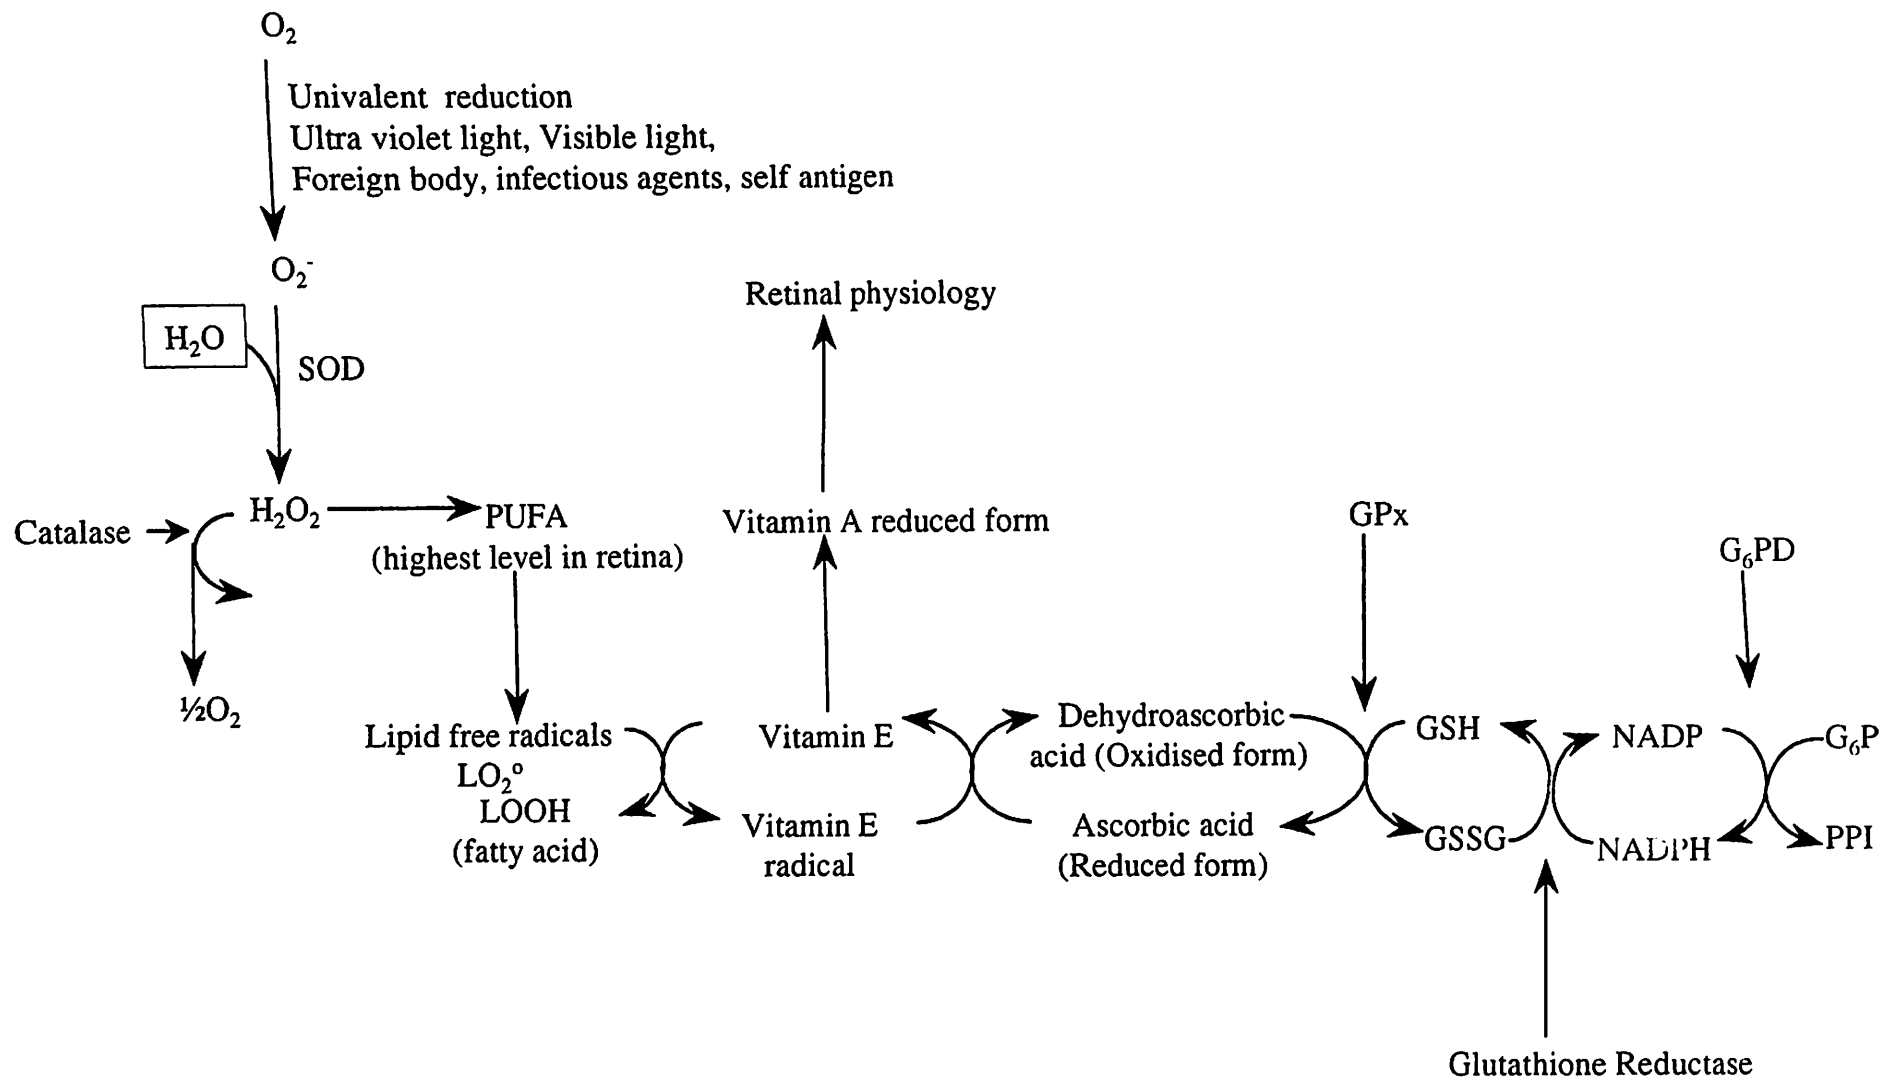 O₂
Univalent reduction
Ultra violet light, Visible light,
Foreign body, infectious agents, self antigen
O₂⁻
H₂O
SOD
Retinal physiology
Catalase
H₂O₂
PUFA
(highest level in retina)
Vitamin A reduced form
GPx
G₆PD
½O₂
Lipid free radicals
LO₂⁰
LOOH
(fatty acid)
Vitamin E
Vitamin E
radical
Dehydroascorbic
acid (Oxidised form)
Ascorbic acid
(Reduced form)
GSH
GSSG
NADP
NADPH
G₆P
PPI
Glutathione Reductase